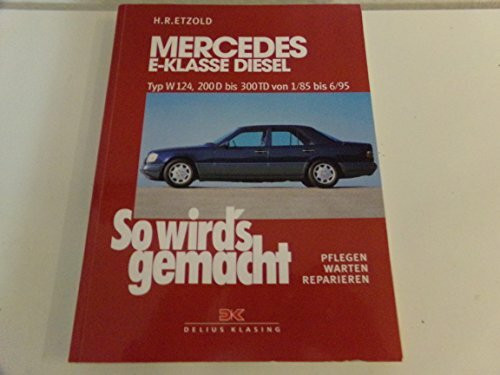 H.R.ETZOLD
MERCEDES
E-KLASSE DIESEL
Typ W 124, 200 D bis 300 TD von 1/85 bis 6/95
So wird's
gemacht
PFLEGEN
WARTEN
REPARIEREN
DK
DELIUS KLASING